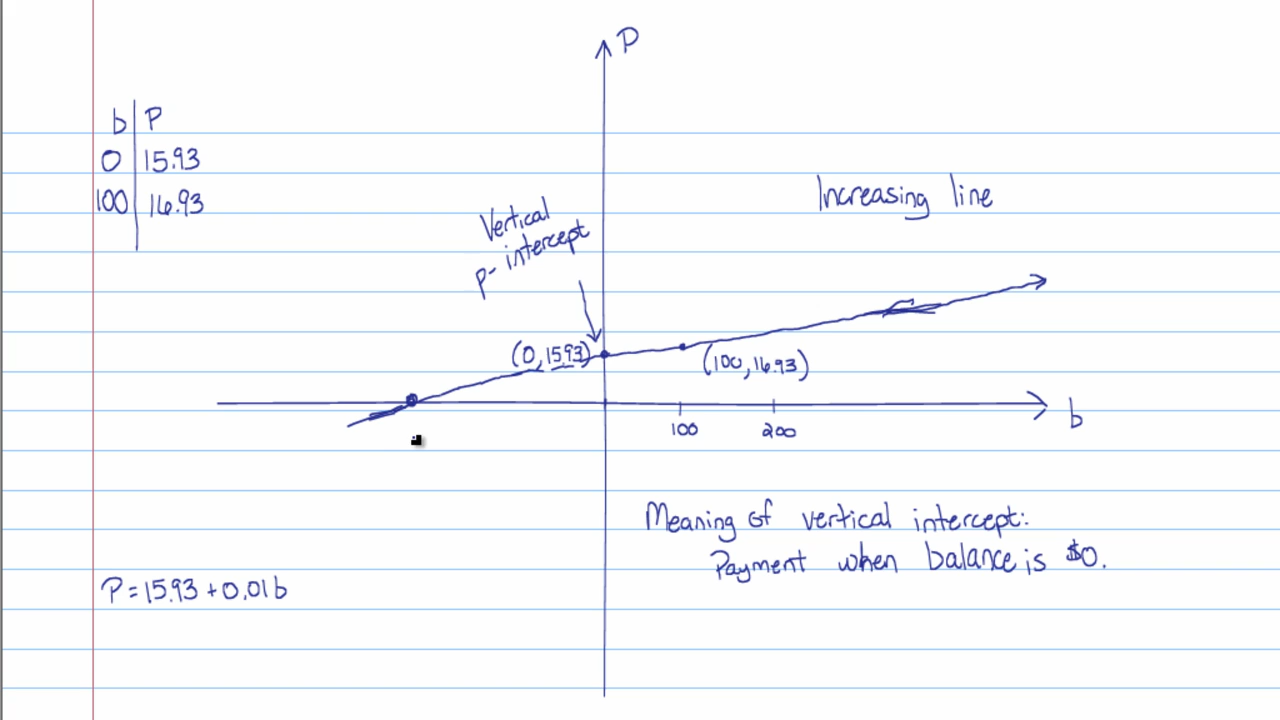 P
b P
0 15.93
100 16.93
Increasing line
Vertical
p- intercept
(0, 15.93)
(100, 16.93)
100 200
b
Meaning of vertical intercept:
Payment when balance is $0.
P = 15.93 + 0.01b